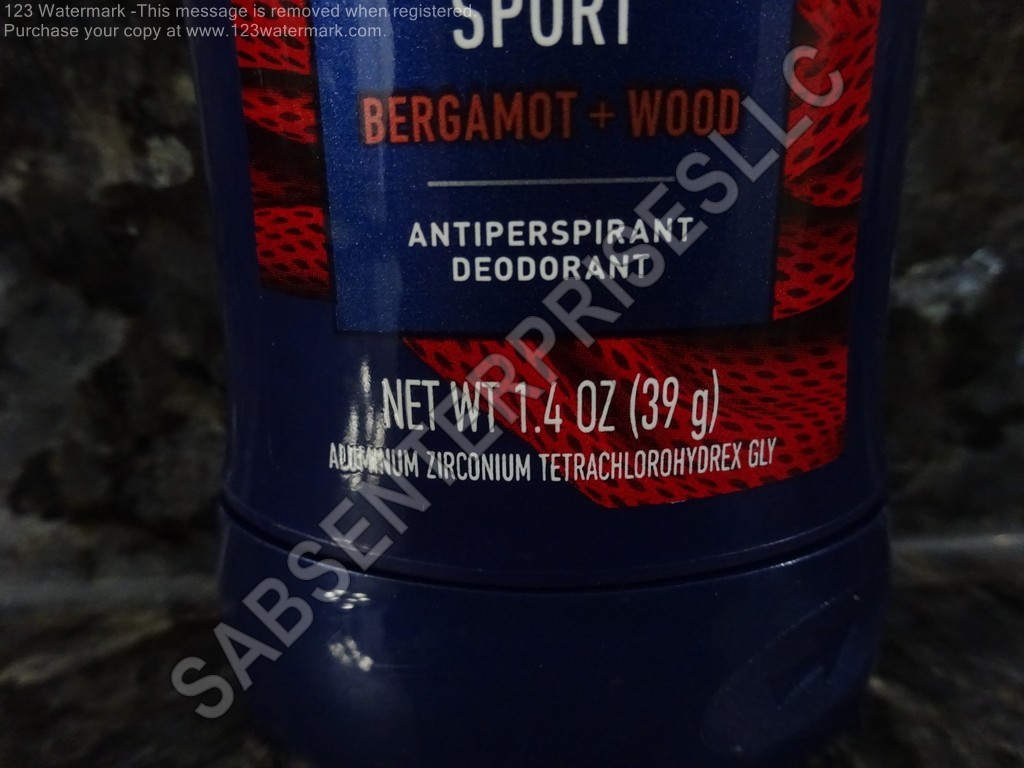 123 Watermark -This message is removed when registered.
Purchase your copy at www.123watermark.com.
SPORT
BERGAMOT + WOOD
ANTIPERSPIRANT
DEODORANT
NET WT 1.4 OZ (39 g)
ALUMINUM ZIRCONIUM TETRACHLOROHYDREX GLY
SABSENTERPRISESLLC